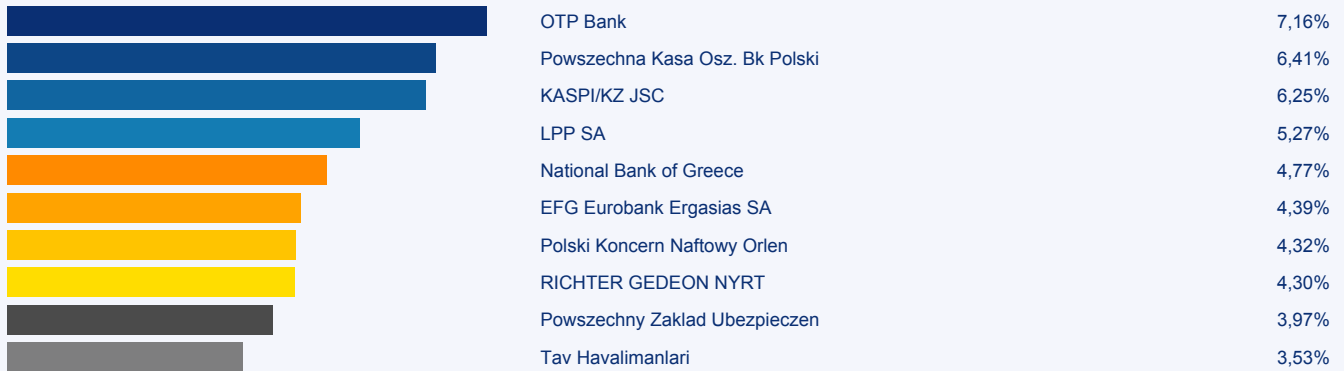 OTP Bank 7,16%
Powszechna Kasa Osz. Bk Polski 6,41%
KASPI/KZ JSC 6,25%
LPP SA 5,27%
National Bank of Greece 4,77%
EFG Eurobank Ergasias SA 4,39%
Polski Koncern Naftowy Orlen 4,32%
RICHTER GEDEON NYRT 4,30%
Powszechny Zaklad Ubezpieczen 3,97%
Tav Havalimanlari 3,53%